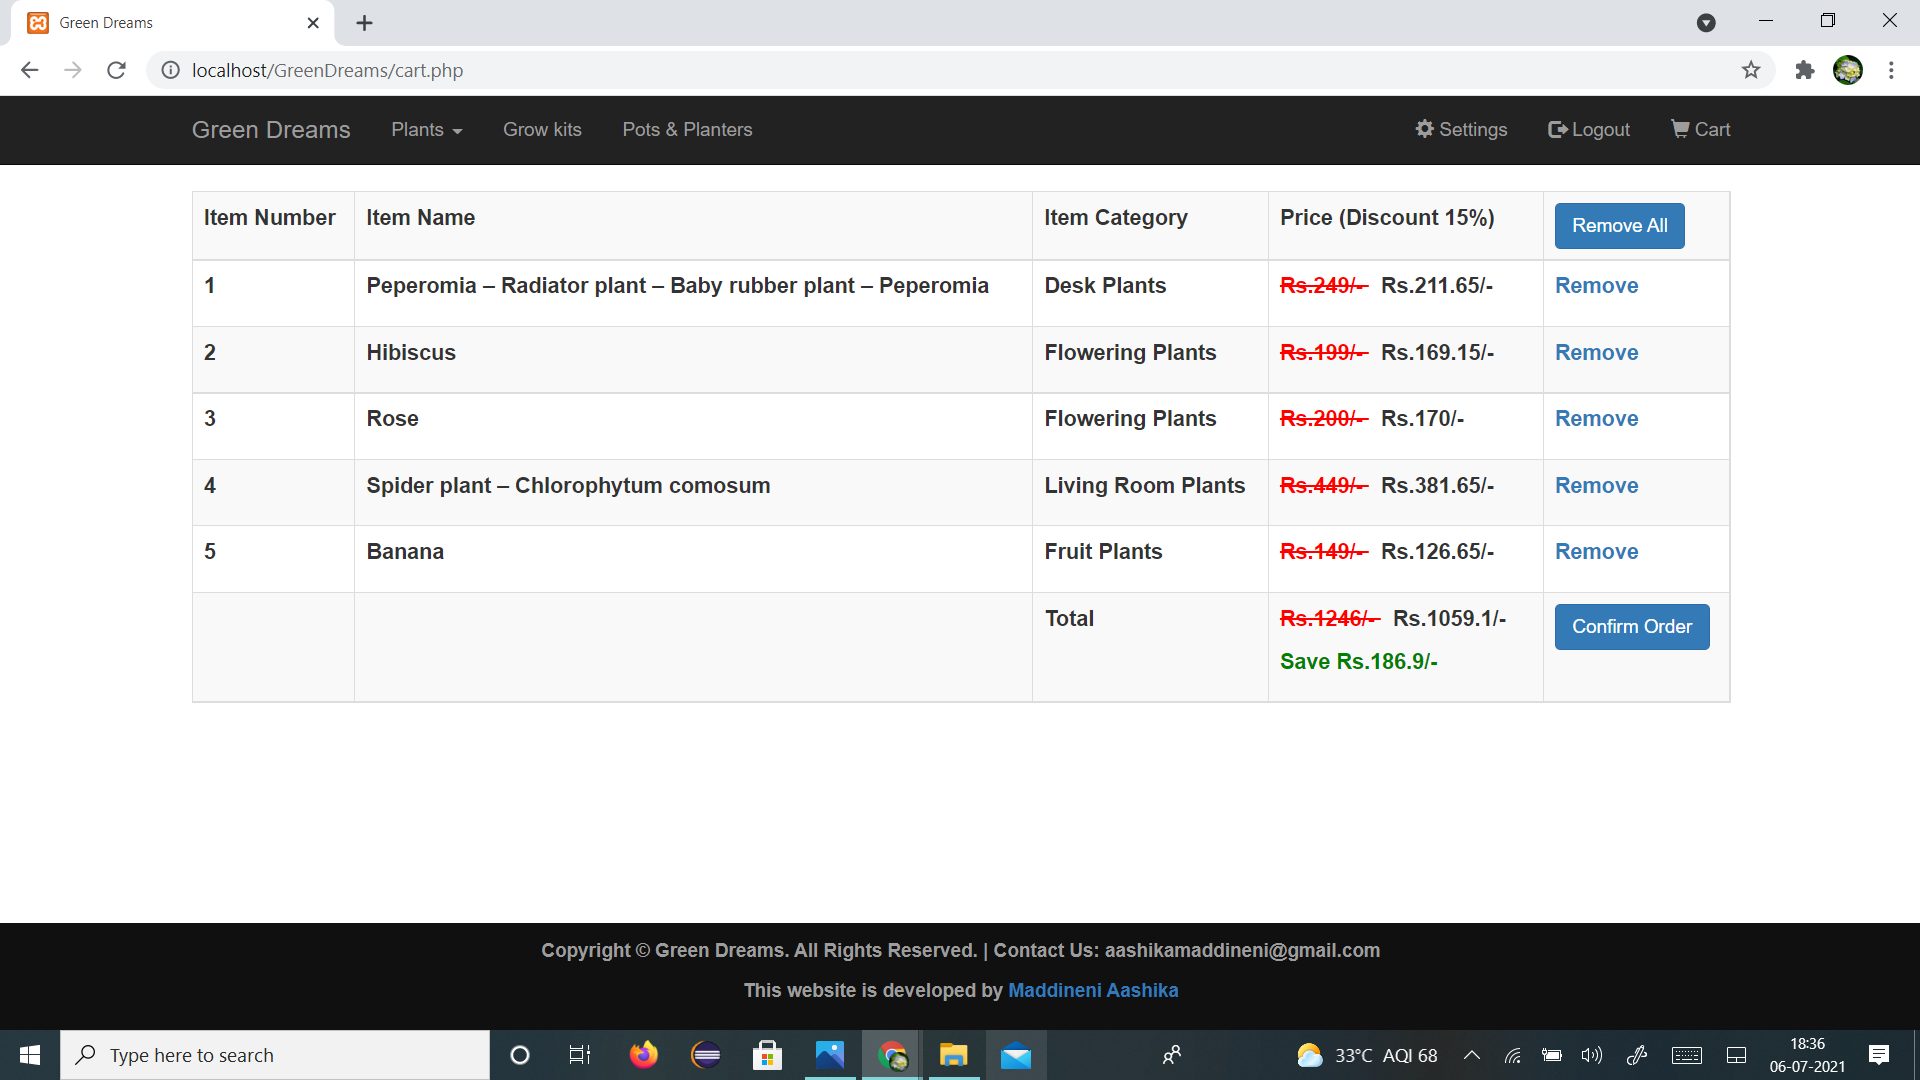 Green Dreams
localhost/GreenDreams/cart.php
Green Dreams Plants Grow kits Pots & Planters Settings Logout Cart
Item Number Item Name Item Category Price (Discount 15%) Remove All
1 Peperomia – Radiator plant – Baby rubber plant – Peperomia Desk Plants Rs.249/- Rs.211.65/- Remove
2 Hibiscus Flowering Plants Rs.199/- Rs.169.15/- Remove
3 Rose Flowering Plants Rs.200/- Rs.170/- Remove
4 Spider plant – Chlorophytum comosum Living Room Plants Rs.449/- Rs.381.65/- Remove
5 Banana Fruit Plants Rs.149/- Rs.126.65/- Remove
Total Rs.1246/- Rs.1059.1/- Confirm Order
Save Rs.186.9/-
Copyright © Green Dreams. All Rights Reserved. | Contact Us: aashikamaddineni@gmail.com
This website is developed by Maddineni Aashika
Type here to search 33°C AQI 68 18:36
06-07-2021